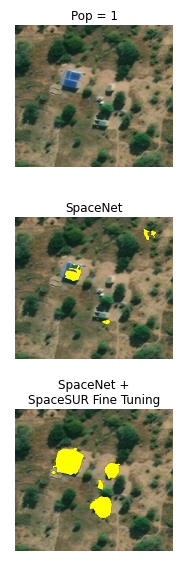 Pop = 1
SpaceNet
SpaceNet +
SpaceSUR Fine Tuning